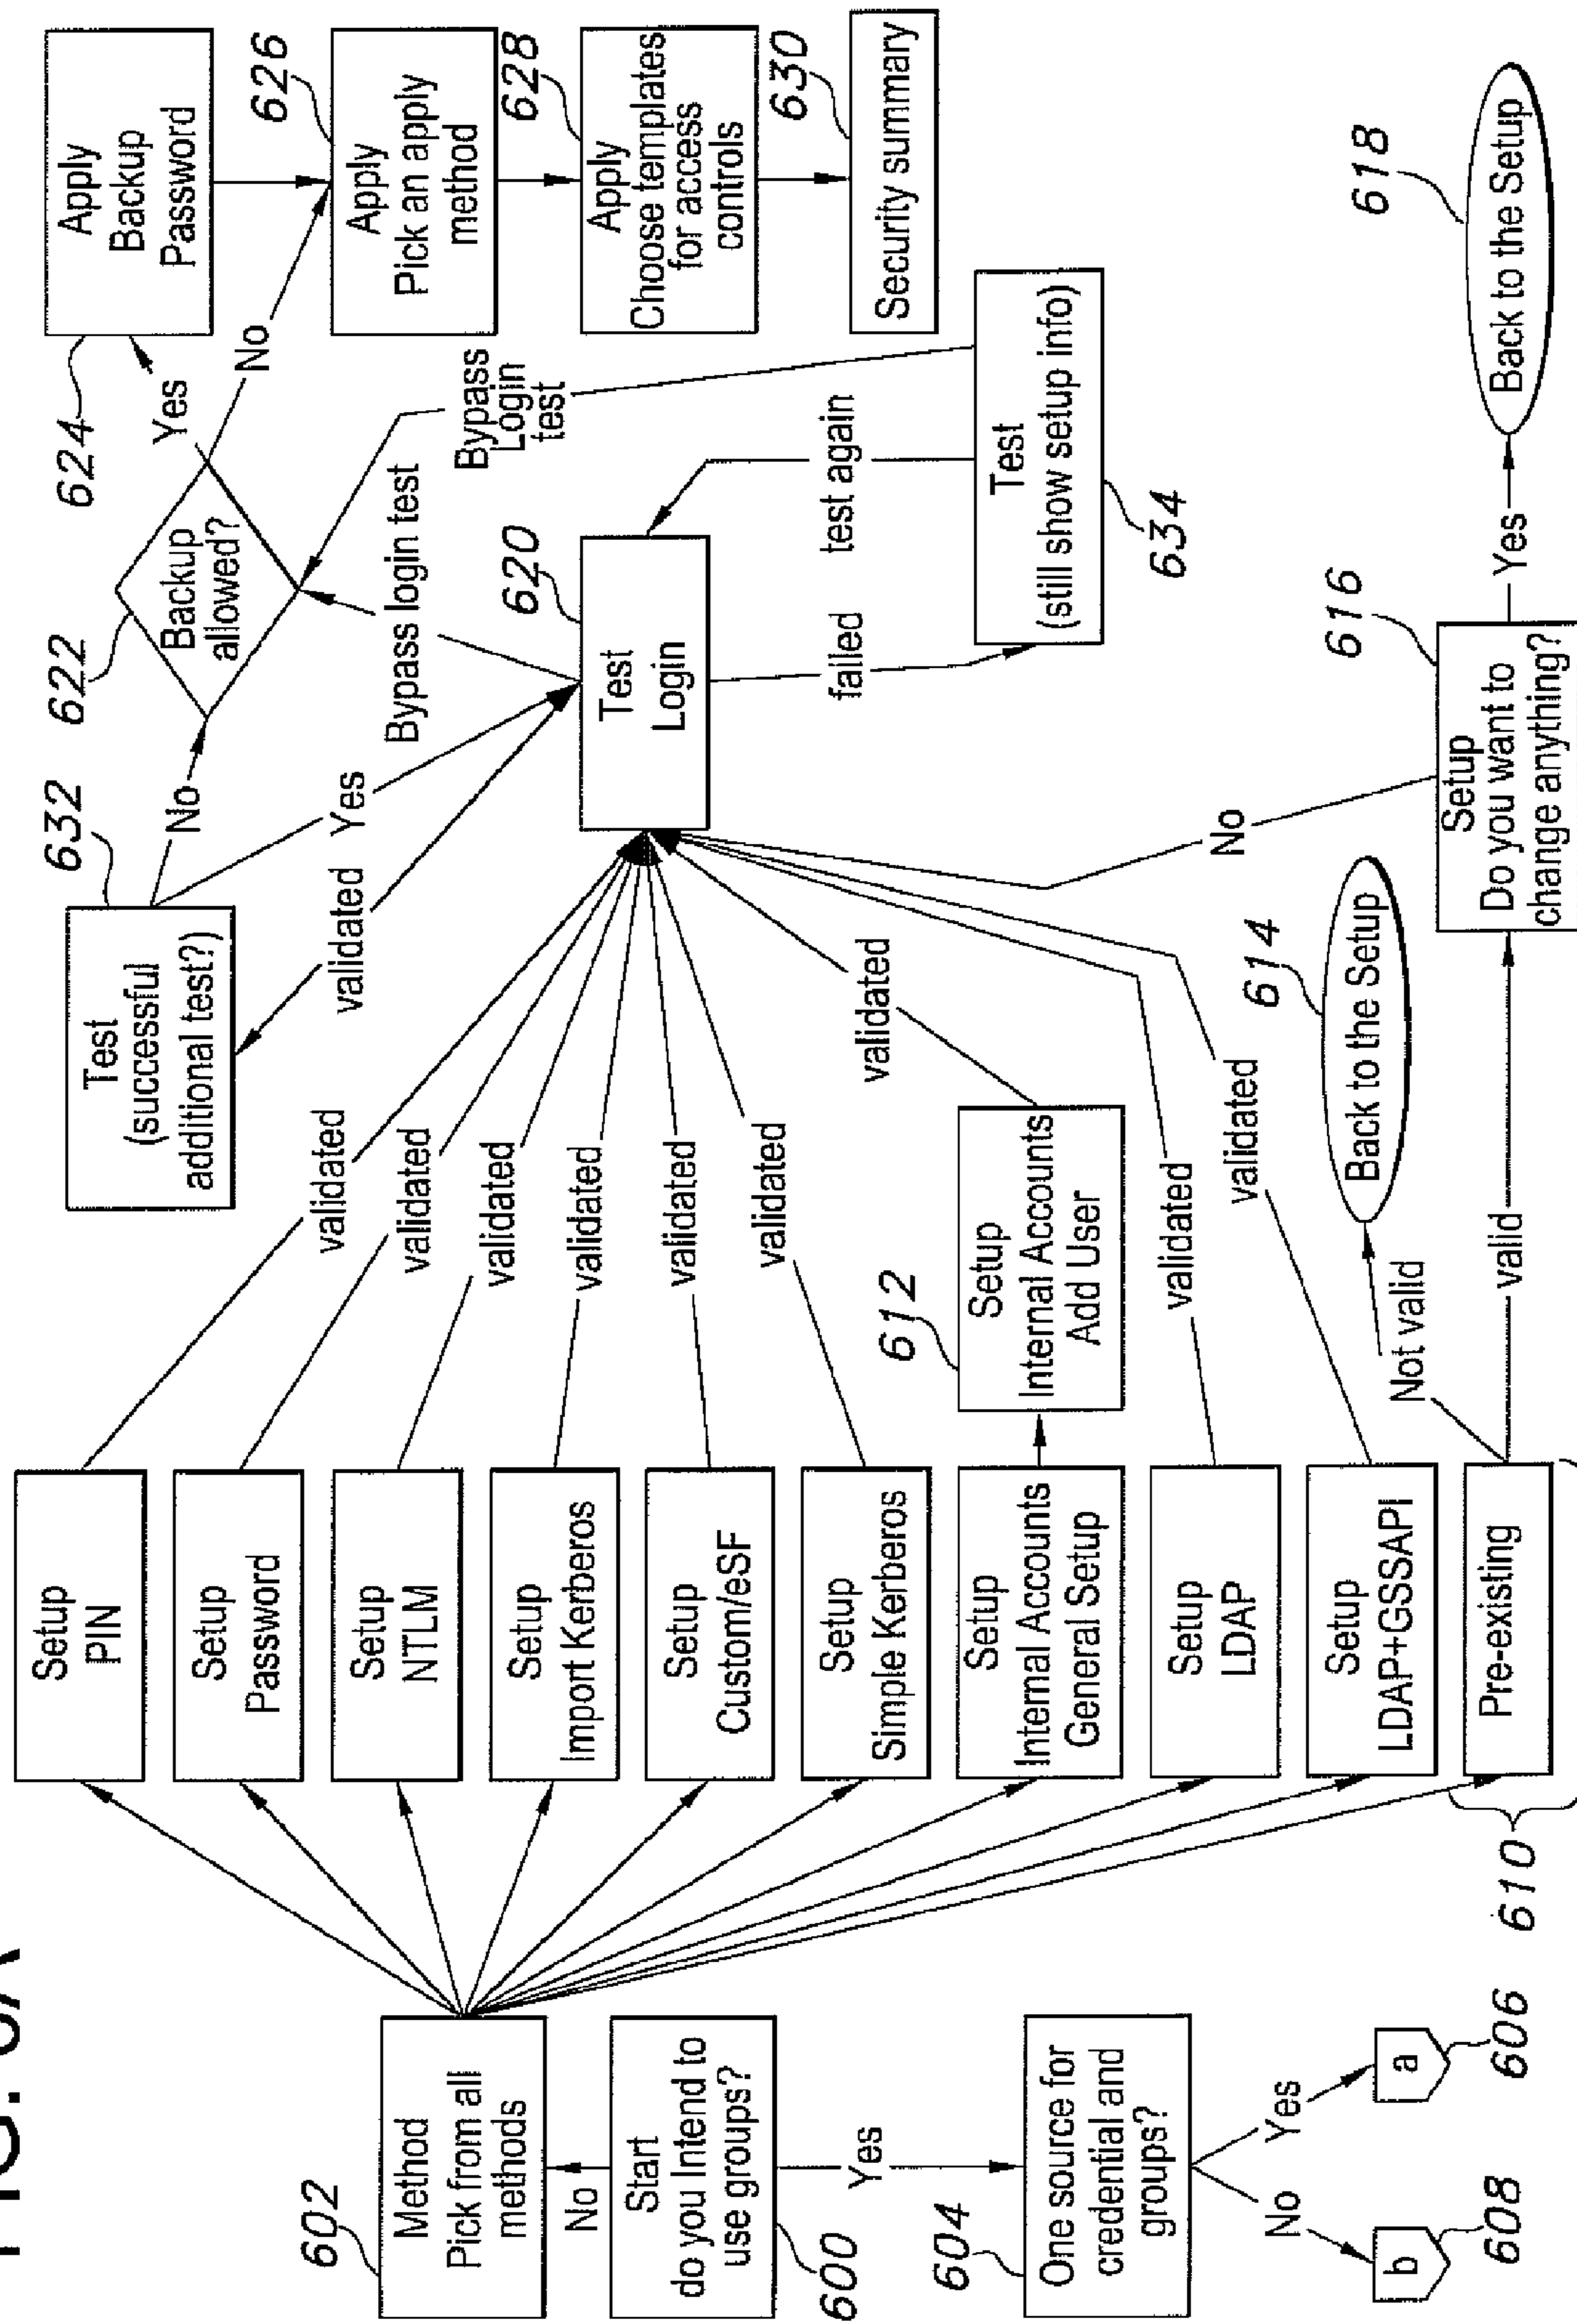 602
Method
Pick from all
methods
No
Start
do you Intend to
use groups?
600
Yes
604
One source for
credential and
groups?
No
Yes
b
a
608
606
Setup
PIN
Setup
Password
Setup
NTLM
Setup
Import Kerberos
Setup
Custom/eSF
Setup
Simple Kerberos
Setup
Internal Accounts
General Setup
Setup
LDAP
Setup
LDAP+GSSAPI
Pre-existing
610
validated
validated
validated
validated
validated
validated
612
Setup
Internal Accounts
Add User
validated
validated
validated
Not valid
valid
614
Back to the Setup
632
Test
(successful
additional test?)
validated
No
Yes
620
Test
Login
No
616
Setup
Do you want to
change anything?
Yes
618
Back to the Setup
failed
test again
Test
(still show setup info)
634
Bypass login test
Bypass
Login
test
622
Backup
allowed?
Yes
No
624
Apply
Backup
Password
626
Apply
Pick an apply
method
628
Apply
Choose templates
for access
controls
630
Security summary